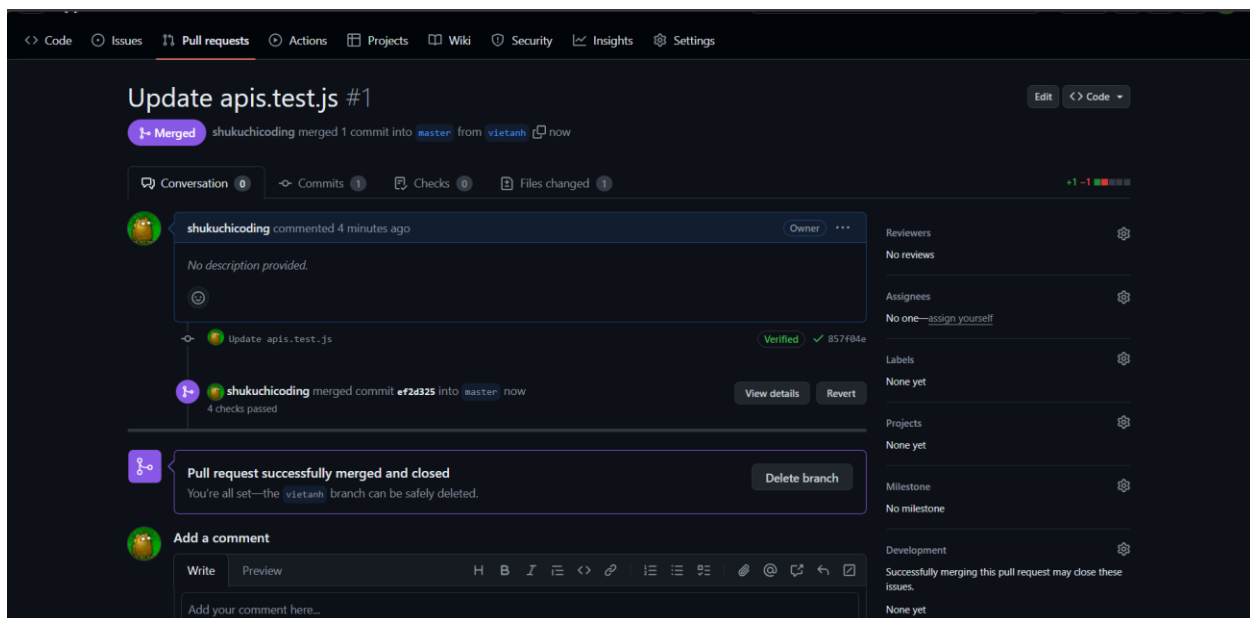 Code Issues Pull requests Actions Projects Wiki Security Insights Settings
Update apis.test.js #1
Edit <> Code
Merged shukuchicoding merged 1 commit into master from vietanh now
Conversation 0 Commits 1 Checks 0 Files changed 1 +1 −1
shukuchicoding commented 4 minutes ago Owner ...
No description provided.
Update apis.test.js Verified 857f04e
shukuchicoding merged commit ef2d325 into master now View details Revert
4 checks passed
Pull request successfully merged and closed
You're all set—the vietanh branch can be safely deleted.
Delete branch
Add a comment
Write Preview H B I
Add your comment here...
Reviewers
No reviews
Assignees
No one—assign yourself
Labels
None yet
Projects
None yet
Milestone
No milestone
Development
Successfully merging this pull request may close these
issues.
None yet